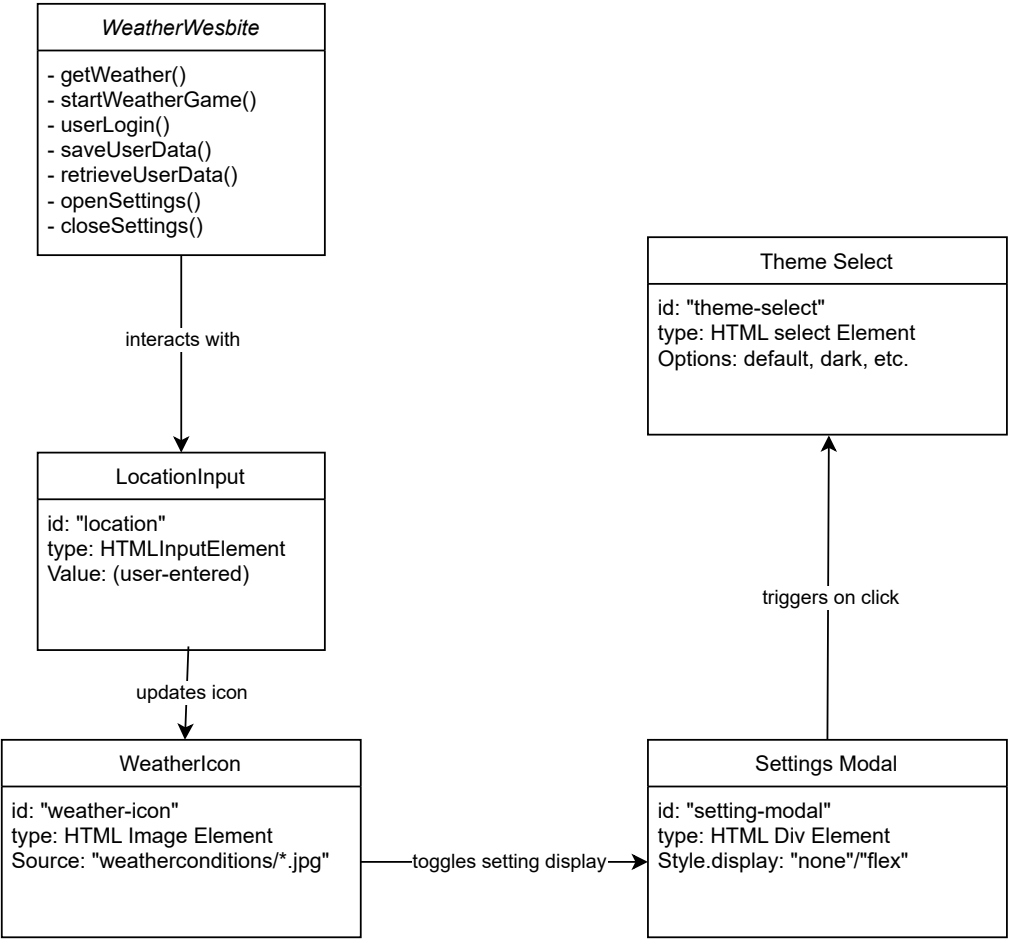 WeatherWesbite
- getWeather()
- startWeatherGame()
- userLogin()
- saveUserData()
- retrieveUserData()
- openSettings()
- closeSettings()
interacts with
LocationInput
id: "location"
type: HTMLInputElement
Value: (user-entered)
updates icon
WeatherIcon
id: "weather-icon"
type: HTML Image Element
Source: "weatherconditions/*.jpg"
toggles setting display
Settings Modal
id: "setting-modal"
type: HTML Div Element
Style.display: "none"/"flex"
triggers on click
Theme Select
id: "theme-select"
type: HTML select Element
Options: default, dark, etc.